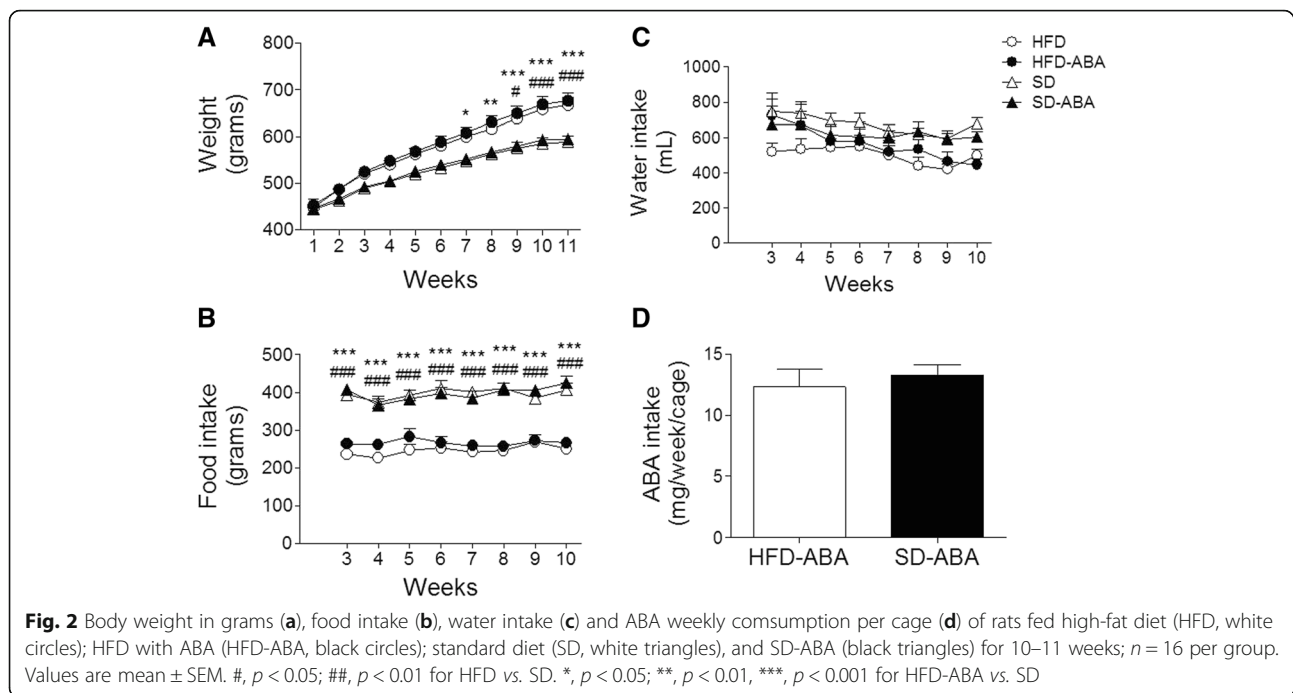 A
800
700
600
500
400
Weight
(grams)
*
**
***
#
***
###
***
###
1 2 3 4 5 6 7 8 9 10 11
Weeks
C
HFD
HFD-ABA
SD
SD-ABA
1000
800
600
400
200
0
Water intake
(mL)
3 4 5 6 7 8 9 10
Weeks
B
500
400
300
200
100
0
Food intake
(grams)
*** *** *** *** *** *** *** ***
### ### ### ### ### ### ### ###
3 4 5 6 7 8 9 10
Weeks
D
15
10
5
0
ABA intake
(mg/week/cage)
HFD-ABA SD-ABA
Fig. 2 Body weight in grams (a), food intake (b), water intake (c) and ABA weekly comsumption per cage (d) of rats fed high-fat diet (HFD, white
circles); HFD with ABA (HFD-ABA, black circles); standard diet (SD, white triangles), and SD-ABA (black triangles) for 10–11 weeks; n = 16 per group.
Values are mean ± SEM. #, p < 0.05; ##, p < 0.01 for HFD vs. SD. *, p < 0.05; **, p < 0.01, ***, p < 0.001 for HFD-ABA vs. SD